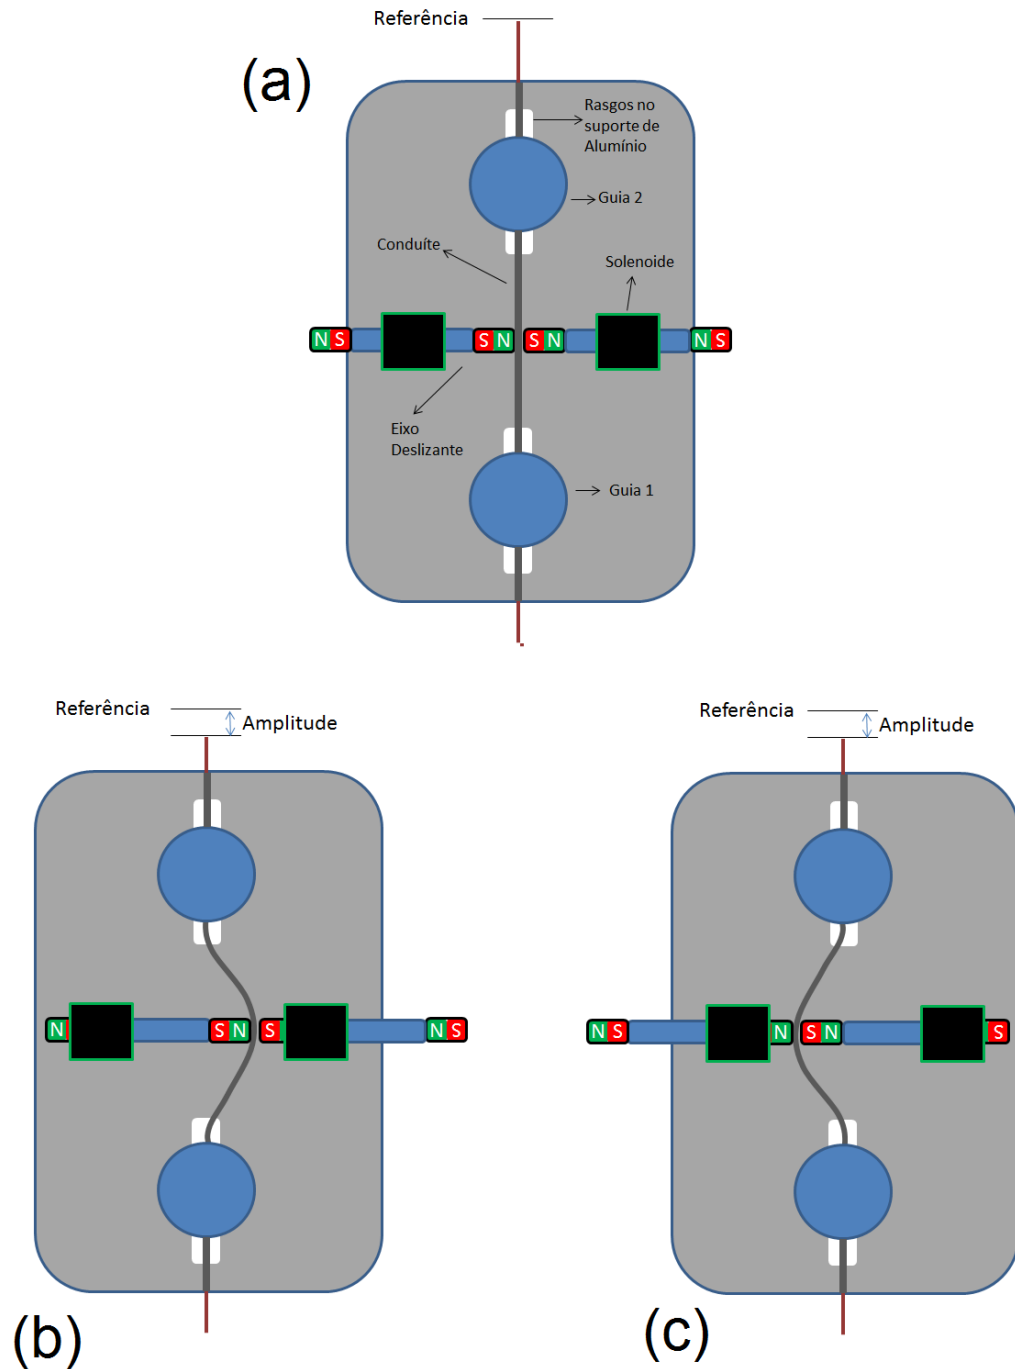 Referência
(a)
Rasgos no
suporte de
Alumínio
Guia 2
Conduíte
Solenoide
N S
S N
S N
N S
Eixo
Deslizante
Guia 1
Referência
Amplitude
N
S N
S
N S
(b)
Referência
Amplitude
N S
N
S N
S
(c)